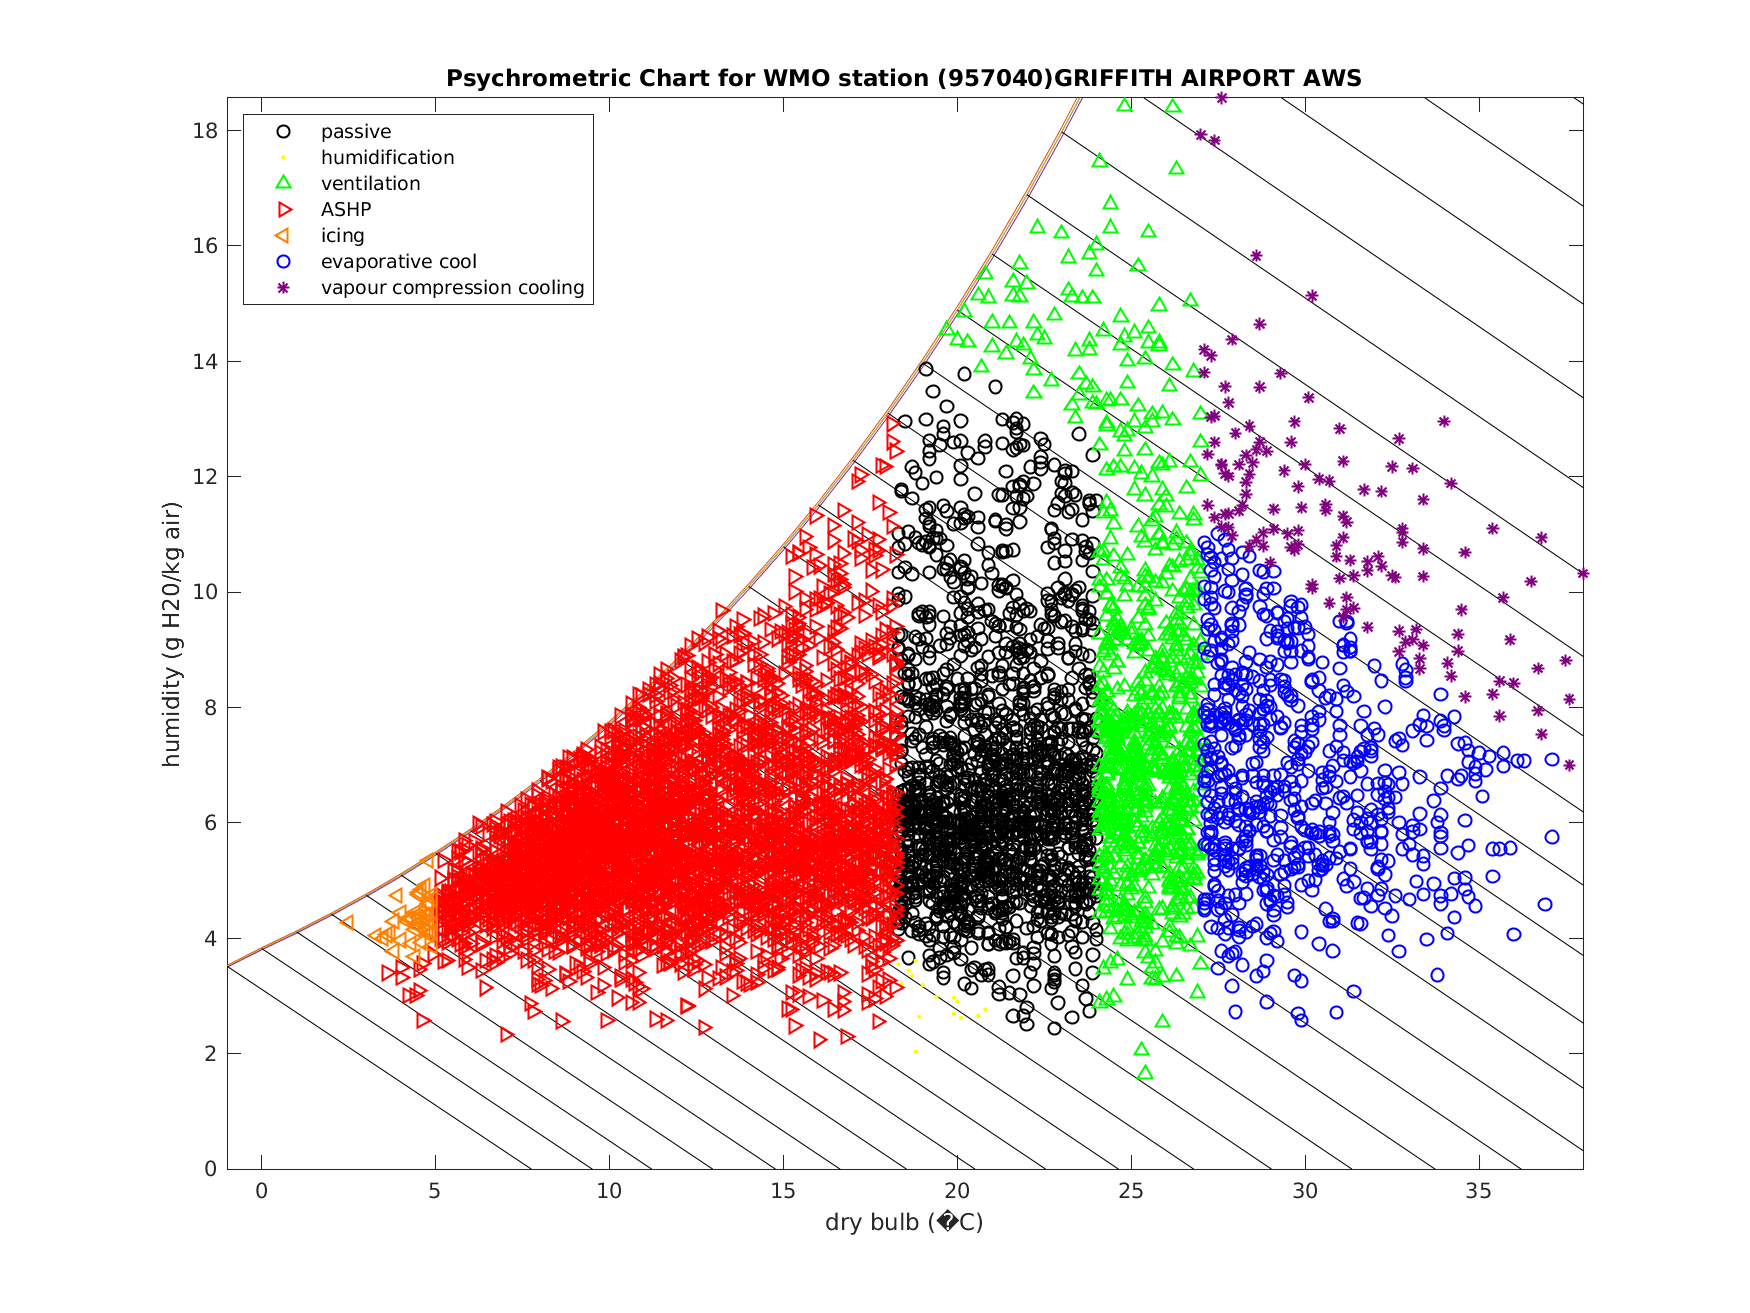 Psychrometric Chart for WMO station (957040)GRIFFITH AIRPORT AWS
passive
humidification
ventilation
ASHP
icing
evaporative cool
vapour compression cooling
humidity (g H20/kg air)
18
16
14
12
10
8
6
4
2
0
0 5 10 15 20 25 30 35
dry bulb (�C)